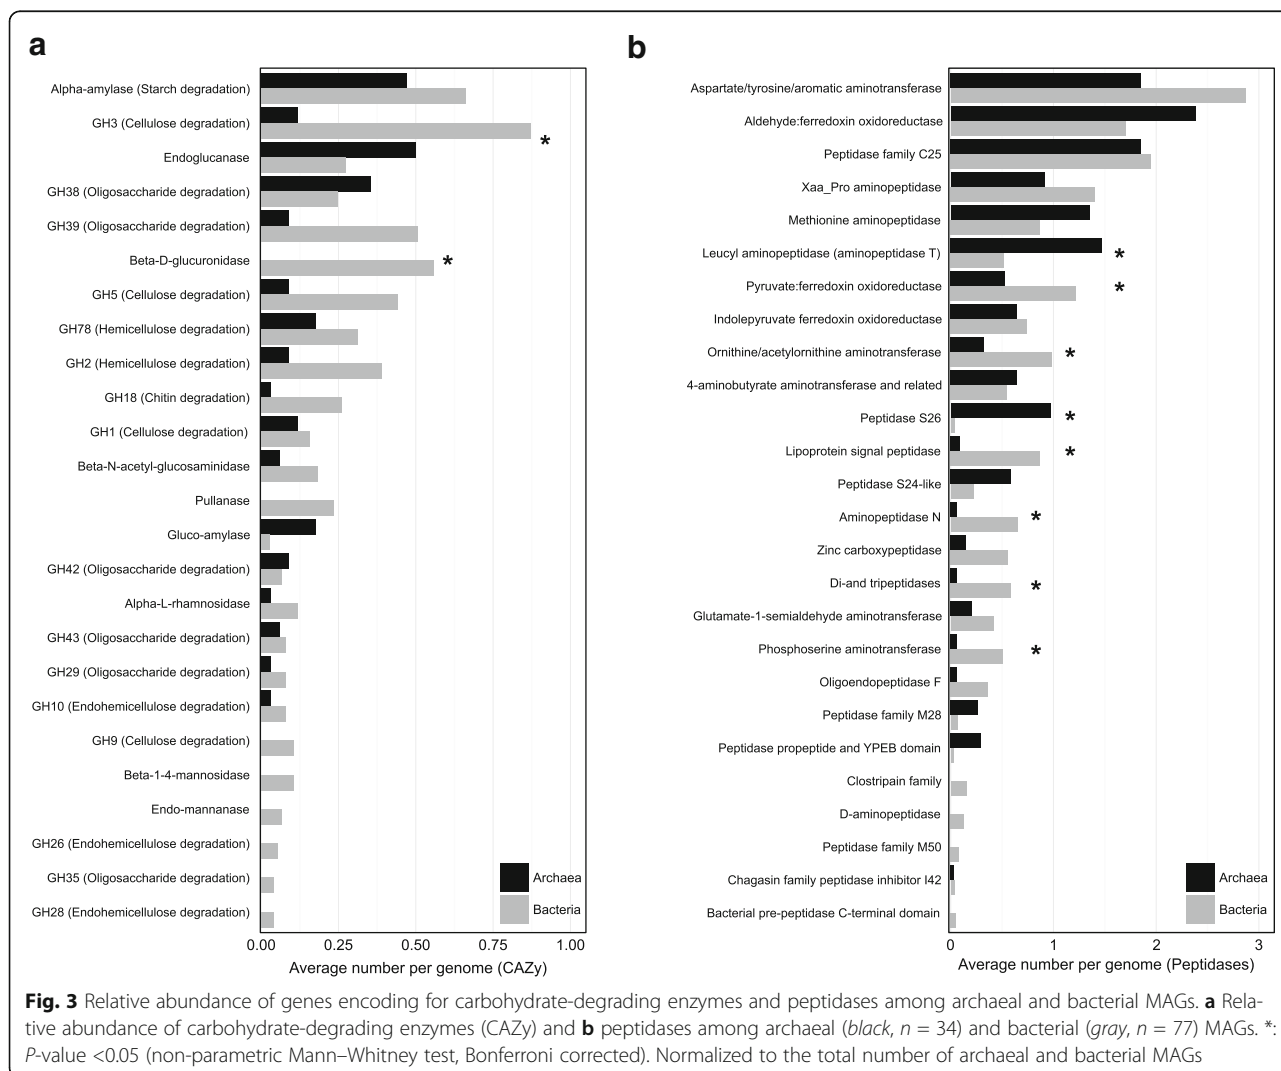 a
Alpha-amylase (Starch degradation)
GH3 (Cellulose degradation)
*
Endoglucanase
GH38 (Oligosaccharide degradation)
GH39 (Oligosaccharide degradation)
Beta-D-glucuronidase
*
GH5 (Cellulose degradation)
GH78 (Hemicellulose degradation)
GH2 (Hemicellulose degradation)
GH18 (Chitin degradation)
GH1 (Cellulose degradation)
Beta-N-acetyl-glucosaminidase
Pullanase
Gluco-amylase
GH42 (Oligosaccharide degradation)
Alpha-L-rhamnosidase
GH43 (Oligosaccharide degradation)
GH29 (Oligosaccharide degradation)
GH10 (Endohemicellulose degradation)
GH9 (Cellulose degradation)
Beta-1-4-mannosidase
Endo-mannanase
GH26 (Endohemicellulose degradation)
GH35 (Oligosaccharide degradation)
GH28 (Endohemicellulose degradation)
Archaea
Bacteria
0.00 0.25 0.50 0.75 1.00
Average number per genome (CAZy)
b
Aspartate/tyrosine/aromatic aminotransferase
Aldehyde:ferredoxin oxidoreductase
Peptidase family C25
Xaa_Pro aminopeptidase
Methionine aminopeptidase
Leucyl aminopeptidase (aminopeptidase T)
*
Pyruvate:ferredoxin oxidoreductase
*
Indolepyruvate ferredoxin oxidoreductase
Ornithine/acetylornithine aminotransferase
*
4-aminobutyrate aminotransferase and related
Peptidase S26
*
Lipoprotein signal peptidase
*
Peptidase S24-like
Aminopeptidase N
*
Zinc carboxypeptidase
Di-and tripeptidases
*
Glutamate-1-semialdehyde aminotransferase
Phosphoserine aminotransferase
*
Oligoendopeptidase F
Peptidase family M28
Peptidase propeptide and YPEB domain
Clostripain family
D-aminopeptidase
Peptidase family M50
Chagasin family peptidase inhibitor I42
Bacterial pre-peptidase C-terminal domain
Archaea
Bacteria
0 1 2 3
Average number per genome (Peptidases)
Fig. 3 Relative abundance of genes encoding for carbohydrate-degrading enzymes and peptidases among archaeal and bacterial MAGs. a Rela-
tive abundance of carbohydrate-degrading enzymes (CAZy) and b peptidases among archaeal (black, n = 34) and bacterial (gray, n = 77) MAGs. *:
P-value <0.05 (non-parametric Mann–Whitney test, Bonferroni corrected). Normalized to the total number of archaeal and bacterial MAGs